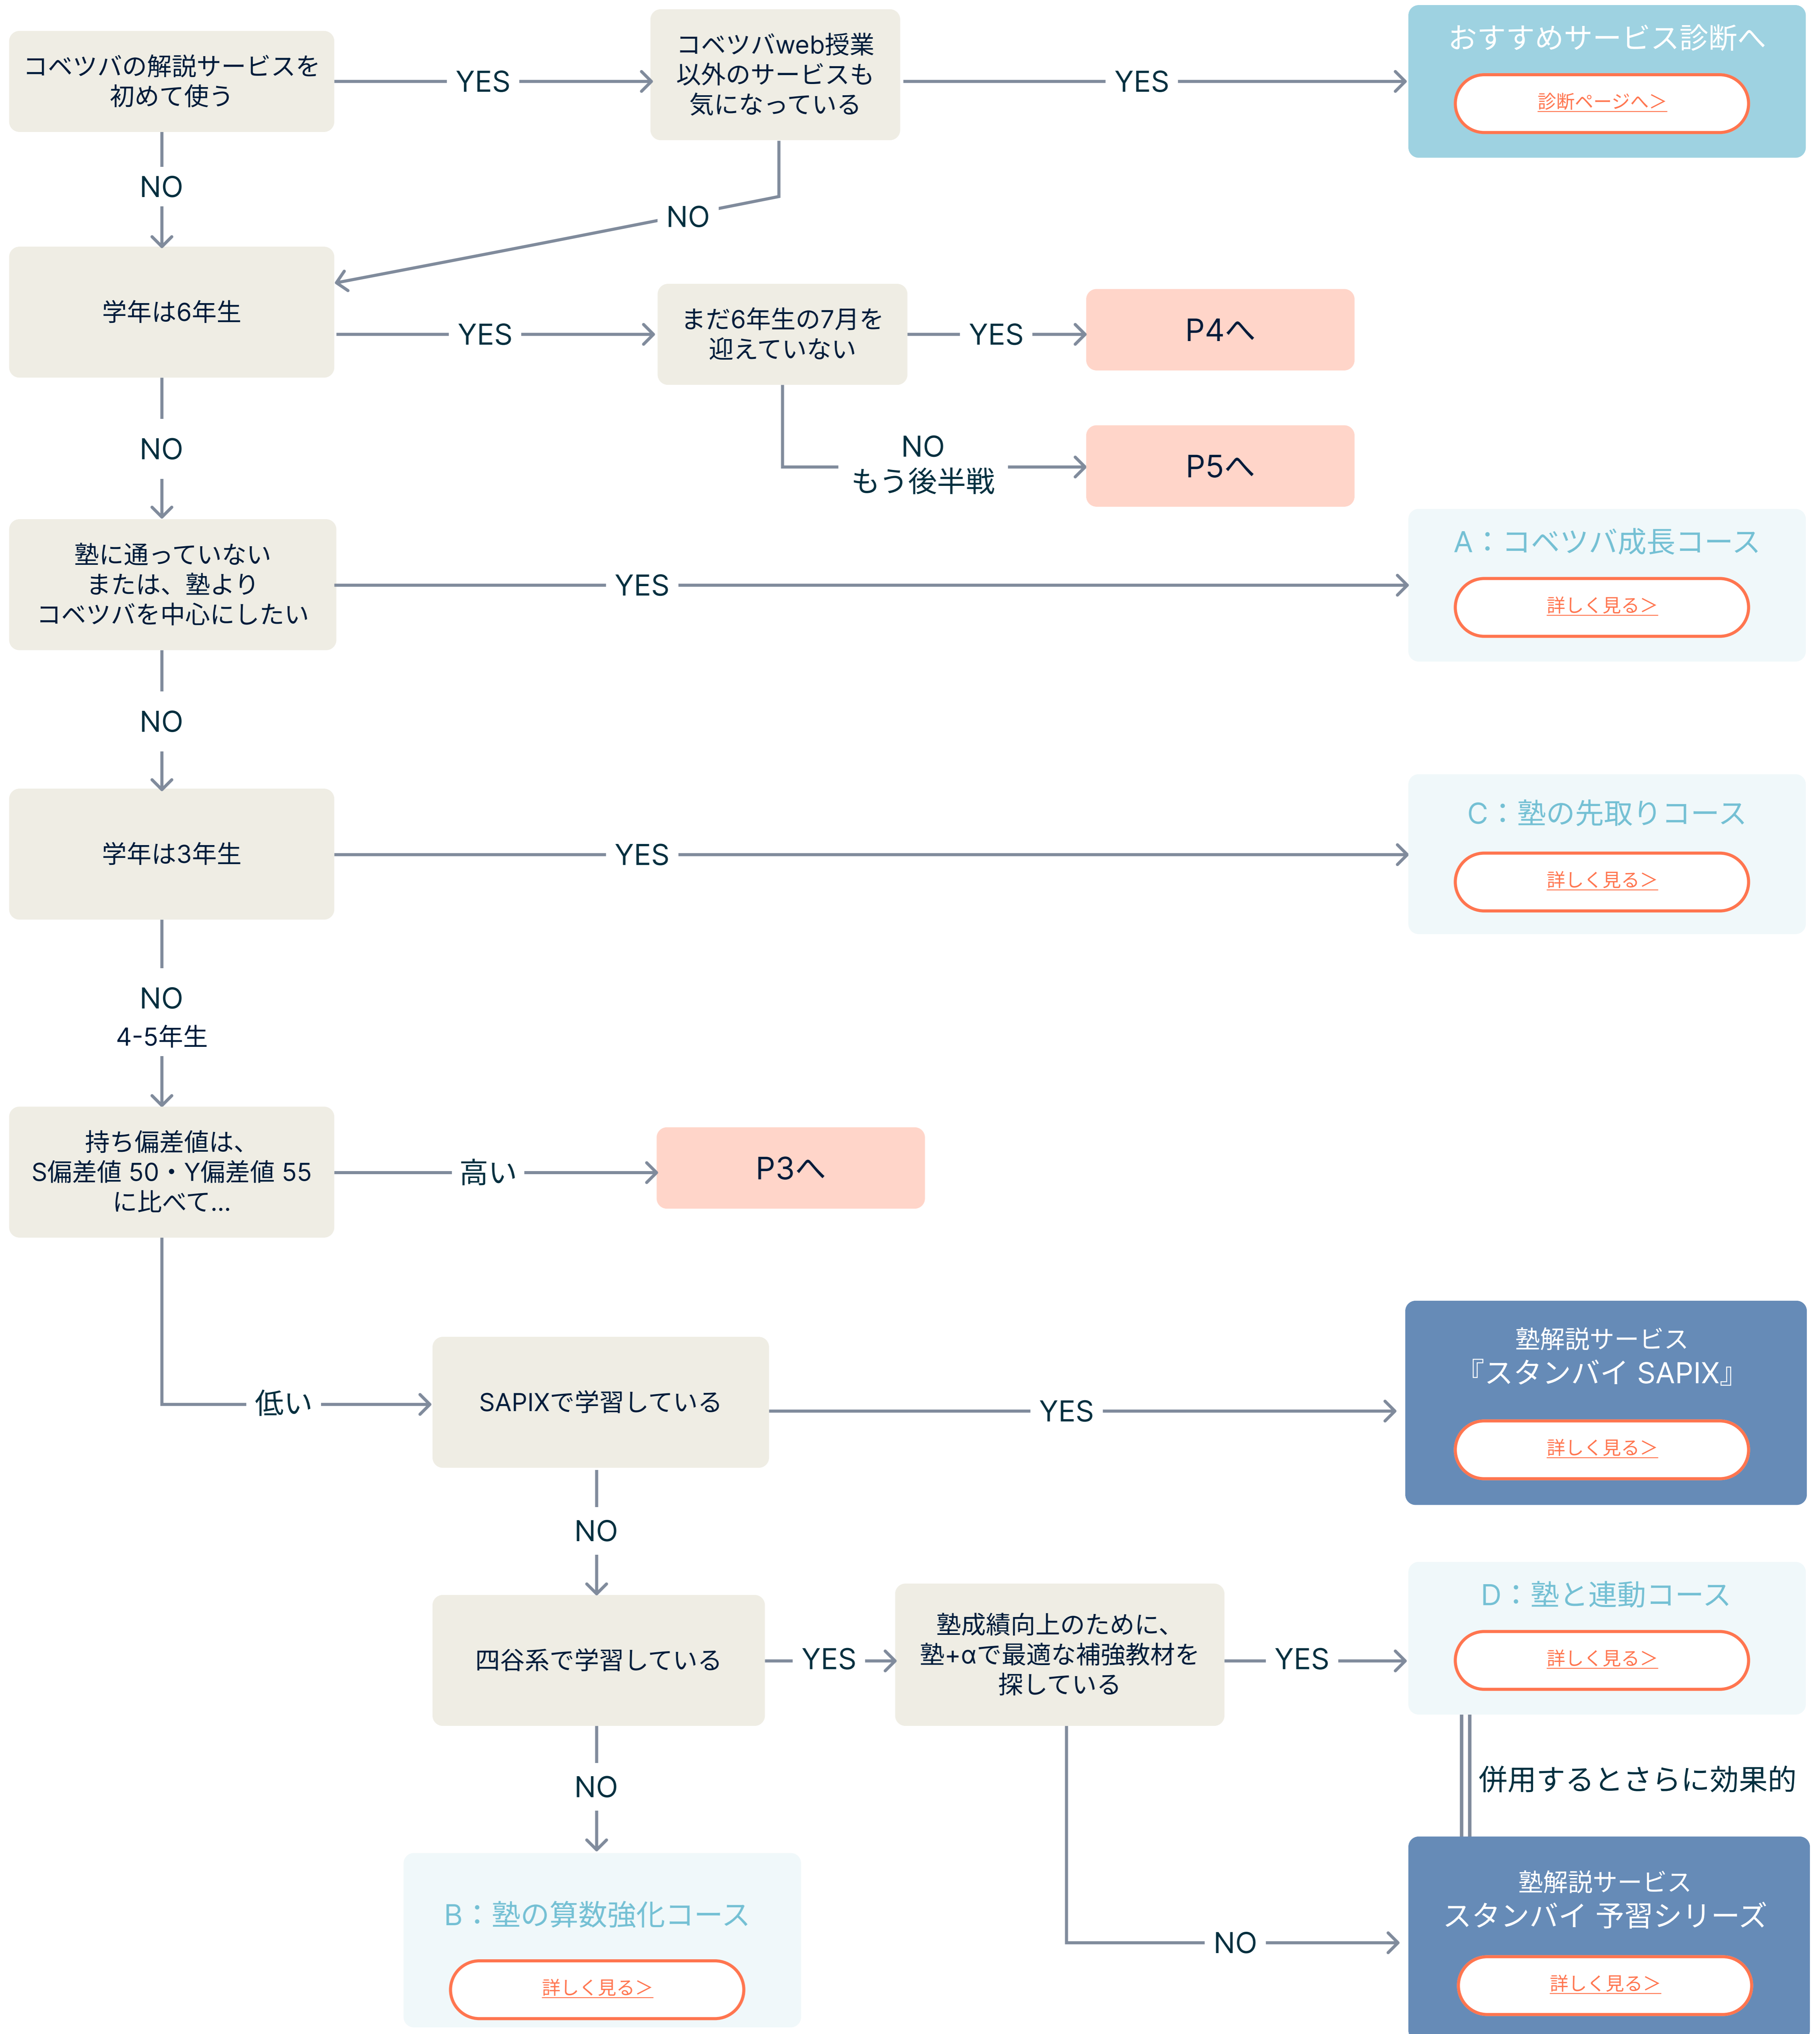 コベツバの解説サービスを
初めて使う
YES
コベツバweb授業
以外のサービスも
気になっている
YES
おすすめサービス診断へ
診断ページへ＞
NO
NO
学年は6年生
YES
まだ6年生の7月を
迎えていない
YES
P4へ
NO
もう後半戦
P5へ
NO
塾に通っていない
または、塾より
コベツバを中心にしたい
YES
A：コベツバ成長コース
詳しく見る＞
NO
学年は3年生
YES
C：塾の先取りコース
詳しく見る＞
NO
4-5年生
持ち偏差値は、
S偏差値 50・Y偏差値 55
に比べて...
高い
P3へ
低い
SAPIXで学習している
YES
塾解説サービス
『スタンバイ SAPIX』
詳しく見る＞
NO
四谷系で学習している
YES
塾成績向上のために、
塾+αで最適な補強教材を
探している
YES
D：塾と連動コース
詳しく見る＞
併用するとさらに効果的
NO
B：塾の算数強化コース
詳しく見る＞
NO
塾解説サービス
スタンバイ 予習シリーズ
詳しく見る＞